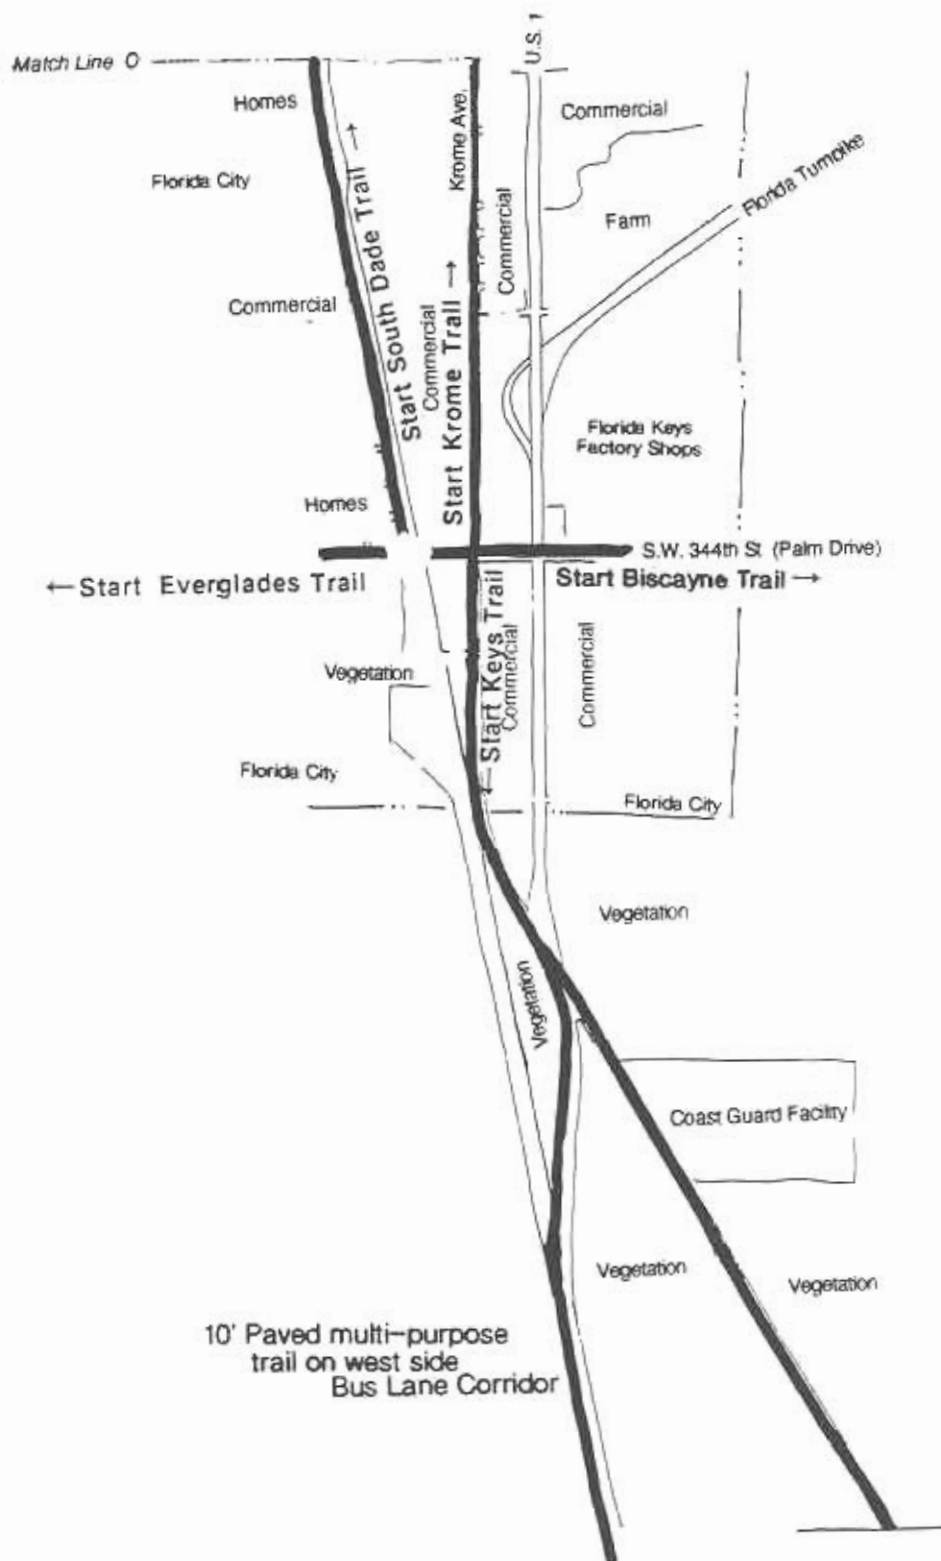 U.S. 1
Match Line O
Homes
Commercial
Krome Ave.
Florida Turnpike
Florida City
Farm
Commercial
Start South Dade Trail →
Commercial
Commercial
Start Krome Trail →
Florida Keys
Factory Shops
Homes
S.W. 344th St (Palm Drive)
← Start Everglades Trail
Start Biscayne Trail →
← Start Keys Trail
Commercial
Commercial
Vegetation
Florida City
Florida City
Vegetation
Vegetation
Coast Guard Facility
Vegetation
Vegetation
10' Paved multi-purpose
trail on west side
Bus Lane Corridor